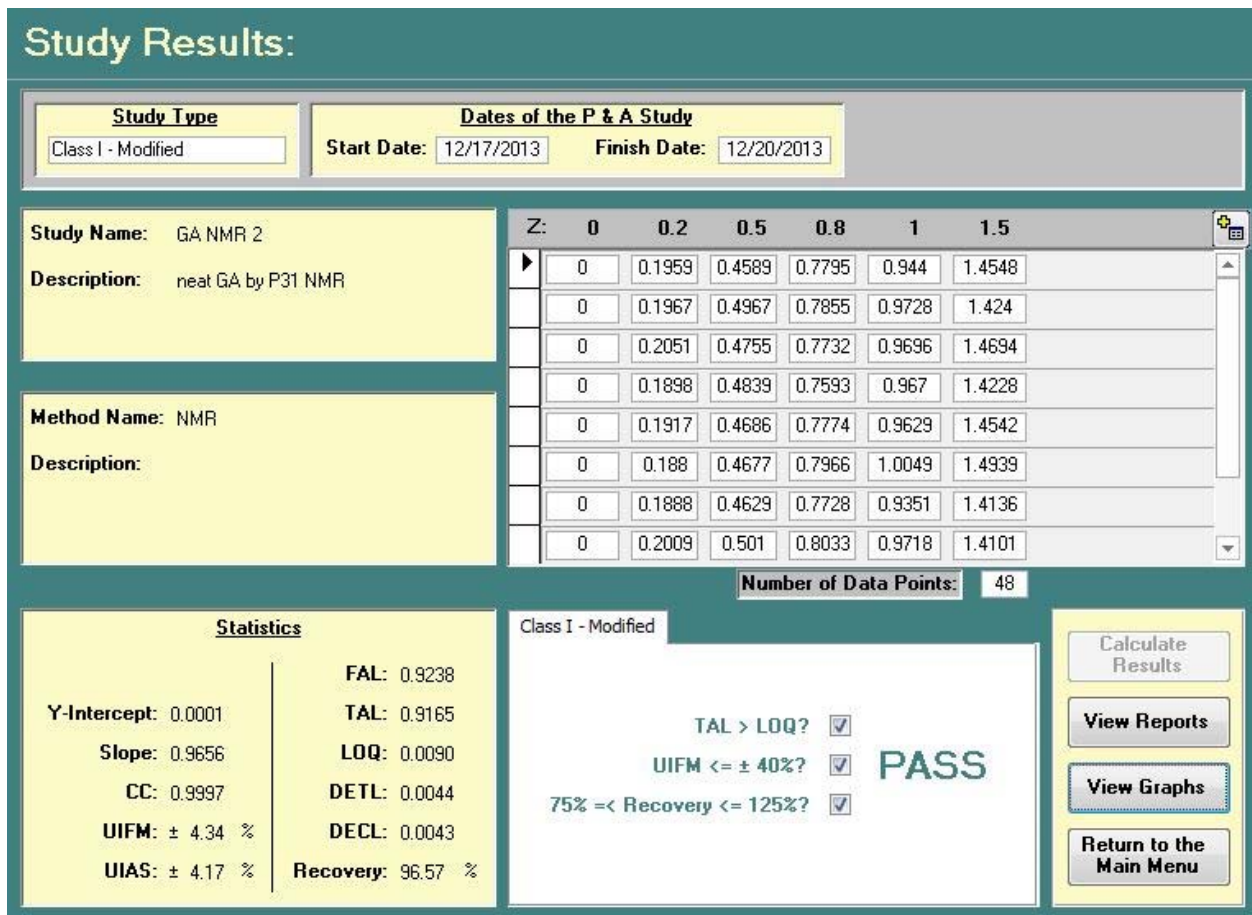 Study Results:
Study Type
Class I - Modified
Dates of the P & A Study
Start Date: 12/17/2013 Finish Date: 12/20/2013
Study Name: GA NMR 2
Description: neat GA by P31 NMR
Method Name: NMR
Description:
Z: 0 0.2 0.5 0.8 1 1.5
0 0.1959 0.4589 0.7795 0.944 1.4548
0 0.1967 0.4967 0.7855 0.9728 1.424
0 0.2051 0.4755 0.7732 0.9696 1.4694
0 0.1898 0.4839 0.7593 0.967 1.4228
0 0.1917 0.4686 0.7774 0.9629 1.4542
0 0.188 0.4677 0.7966 1.0049 1.4939
0 0.1888 0.4629 0.7728 0.9351 1.4136
0 0.2009 0.501 0.8033 0.9718 1.4101
Number of Data Points: 48
Statistics
Y-Intercept: 0.0001
Slope: 0.9656
CC: 0.9997
UIFM: ± 4.34 %
UIAS: ± 4.17 %
FAL: 0.9238
TAL: 0.9165
LOQ: 0.0090
DETL: 0.0044
DECL: 0.0043
Recovery: 96.57 %
Class I - Modified
TAL > LOQ?
UIFM <= ± 40%?
75% =< Recovery <= 125%?
PASS
Calculate
Results
View Reports
View Graphs
Return to the
Main Menu